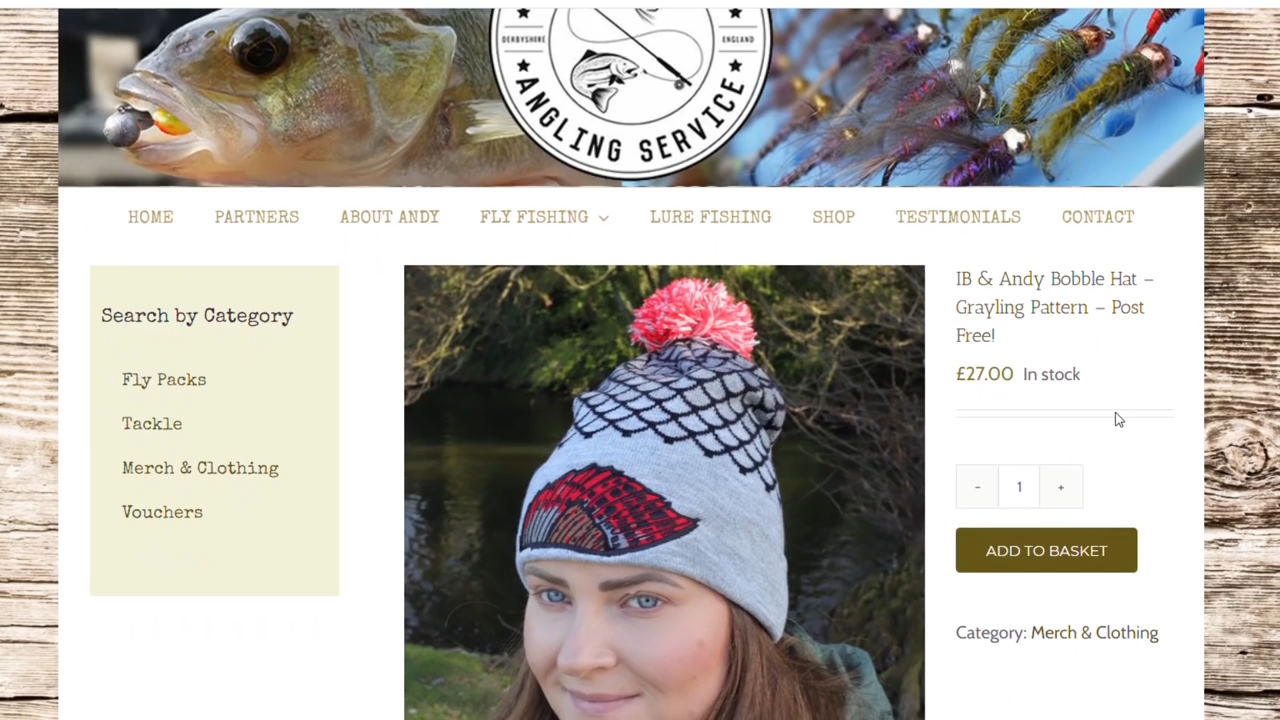 DERBYSHIRE
ENGLAND
ANGLING SERVICE
HOME PARTNERS ABOUT ANDY FLY FISHING LURE FISHING SHOP TESTIMONIALS CONTACT
Search by Category
Fly Packs
Tackle
Merch & Clothing
Vouchers
IB & Andy Bobble Hat –
Grayling Pattern – Post
Free!
£27.00 In stock
- 1 +
ADD TO BASKET
Category: Merch & Clothing